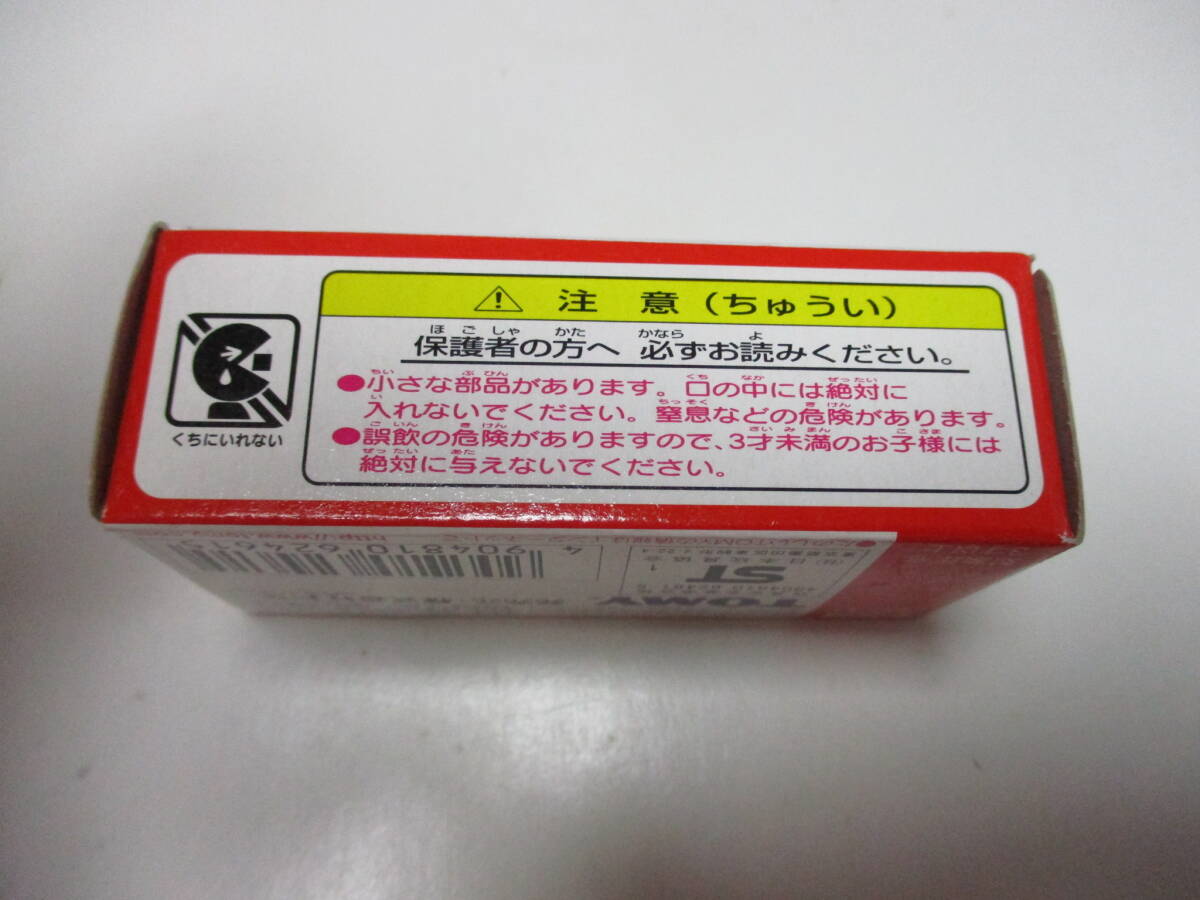 注 意（ちゅうい）
ほごしゃ かた かなら よ
保護者の方へ 必ずお読みください。
ちい ぶひん くち なか ぜったい
●小さな部品があります。口の中には絶対に
い ちっそく きけん
入れないでください。窒息などの危険があります。
ごいん きけん さいみまん こさま
●誤飲の危険がありますので、3才未満のお子様には
ぜったい あた
絶対に与えないでください。
くちにいれない
TOMY
ST
1
http://www.